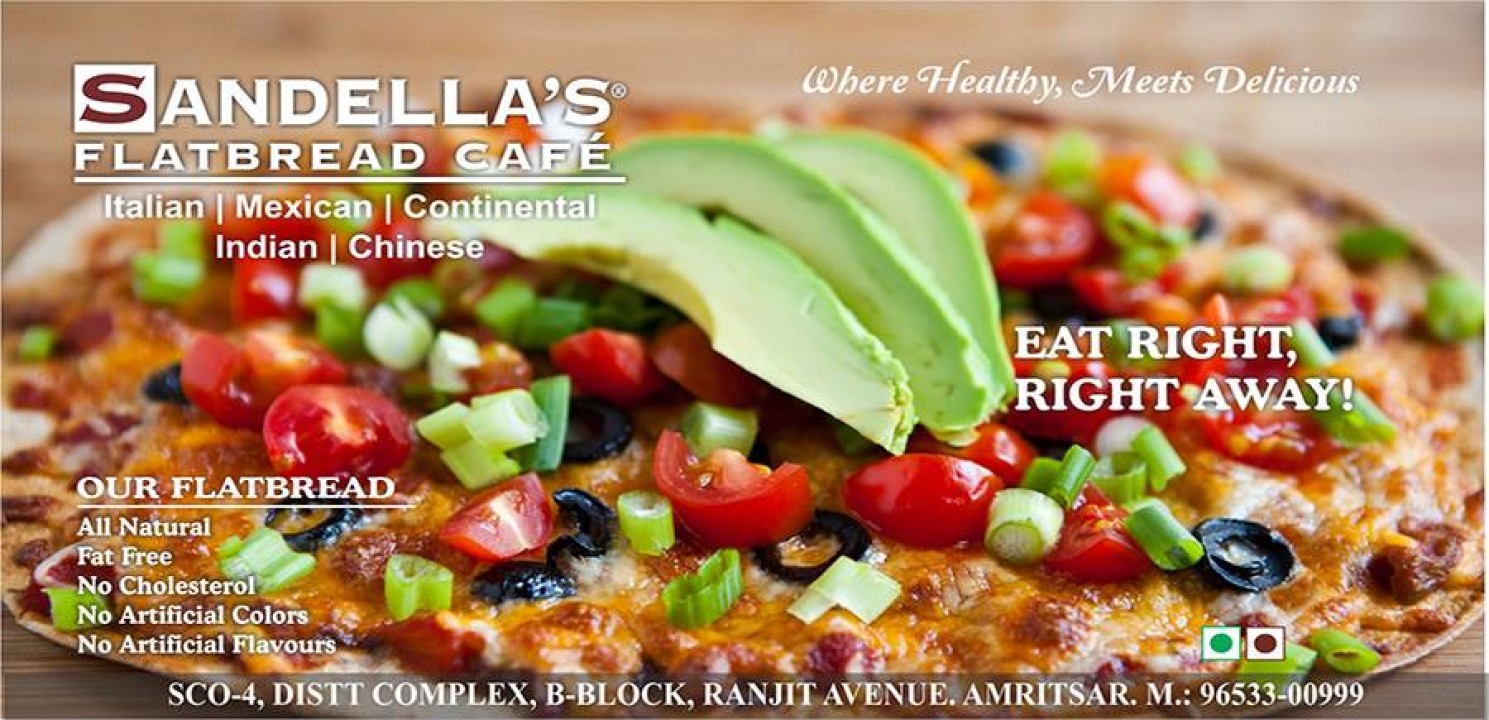 SANDELLA'S®
FLATBREAD CAFÉ
Italian | Mexican | Continental
Indian | Chinese
Where Healthy, Meets Delicious
EAT RIGHT,
RIGHT AWAY!
OUR FLATBREAD
All Natural
Fat Free
No Cholesterol
No Artificial Colors
No Artificial Flavours
SCO-4, DISTT COMPLEX, B-BLOCK, RANJIT AVENUE. AMRITSAR. M.: 96533-00999